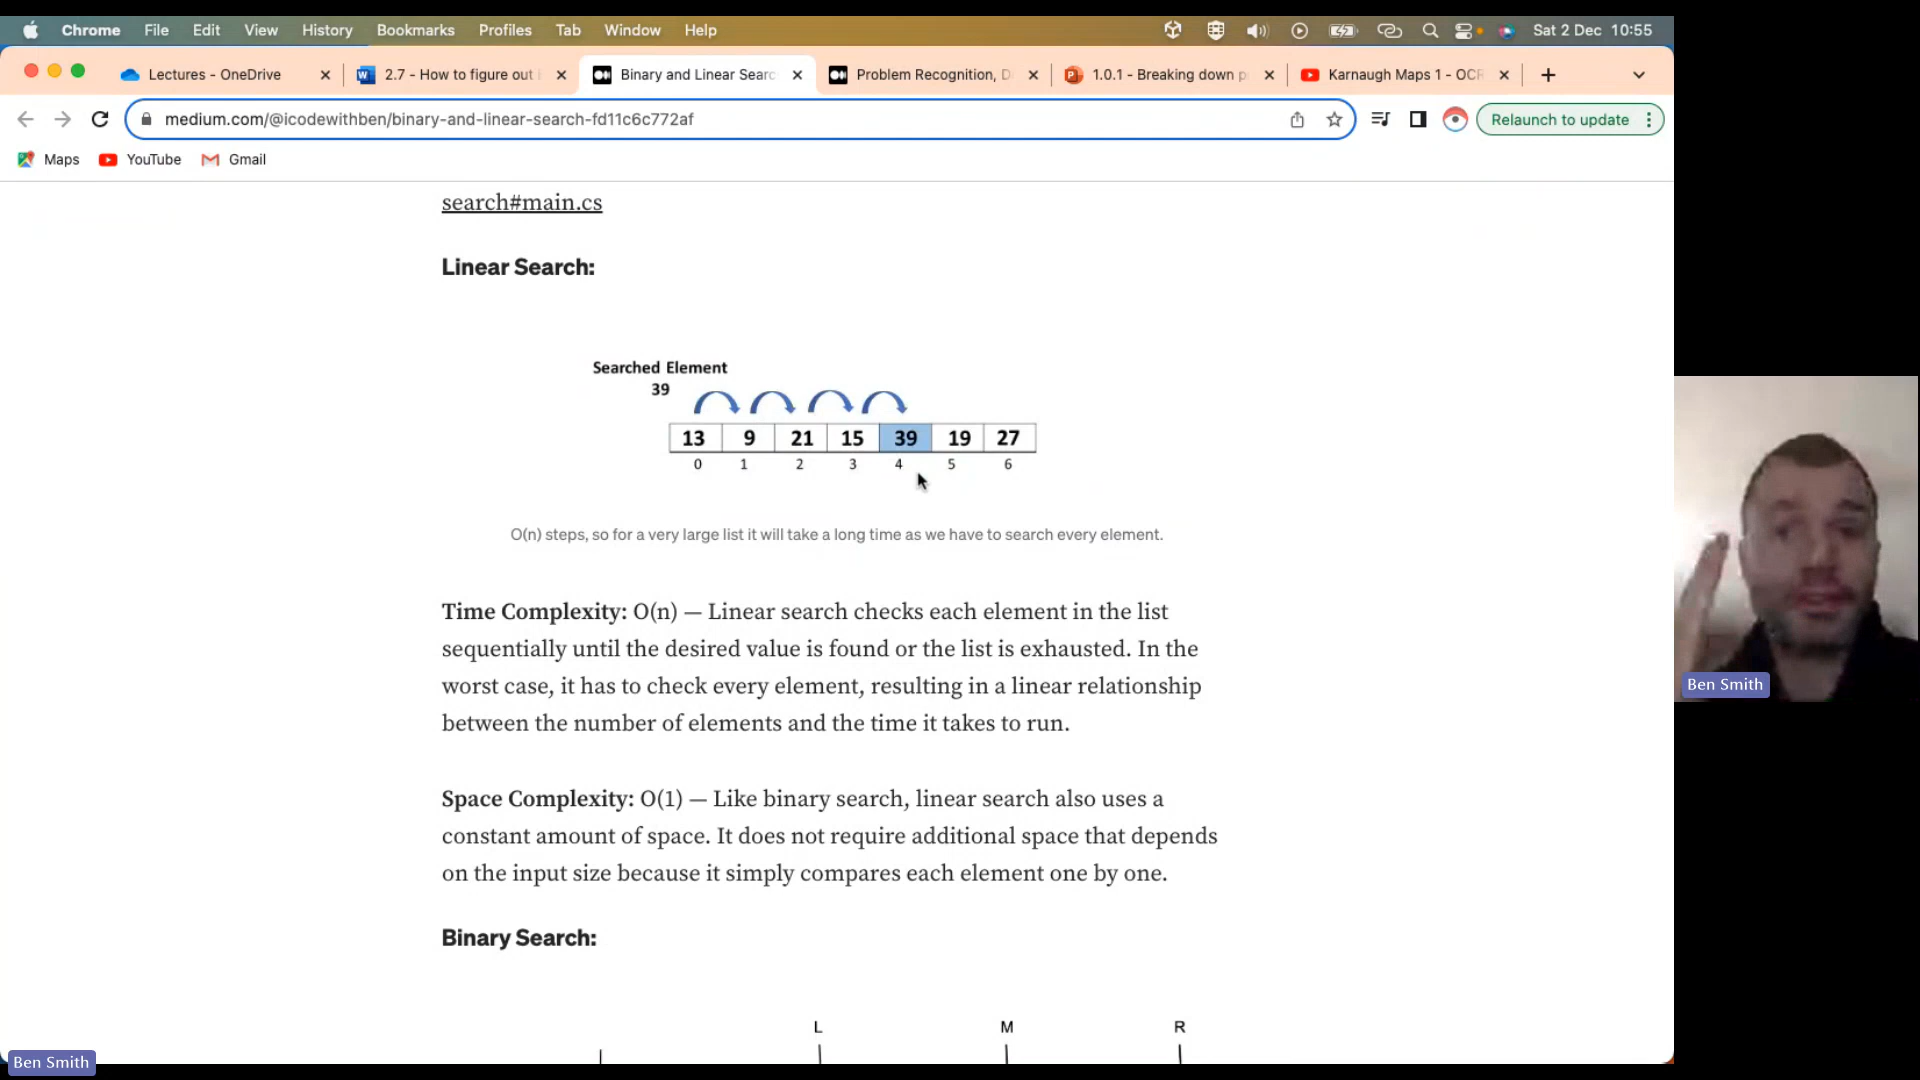 Chrome File Edit View History Bookmarks Profiles Tab Window Help Sat 2 Dec 10:55
Lectures - OneDrive 2.7 - How to figure out Binary and Linear Searc Problem Recognition, D 1.0.1 - Breaking down p Karnaugh Maps 1 - OCR
medium.com/@icodewithben/binary-and-linear-search-fd11c6c772af Relaunch to update
Maps YouTube Gmail
search#main.cs
Linear Search:
Searched Element
39
13 9 21 15 39 19 27
0 1 2 3 4 5 6
O(n) steps, so for a very large list it will take a long time as we have to search every element.
Time Complexity: O(n) — Linear search checks each element in the list
sequentially until the desired value is found or the list is exhausted. In the
worst case, it has to check every element, resulting in a linear relationship
between the number of elements and the time it takes to run.
Space Complexity: O(1) — Like binary search, linear search also uses a
constant amount of space. It does not require additional space that depends
on the input size because it simply compares each element one by one.
Binary Search:
L M R
Ben Smith
Ben Smith